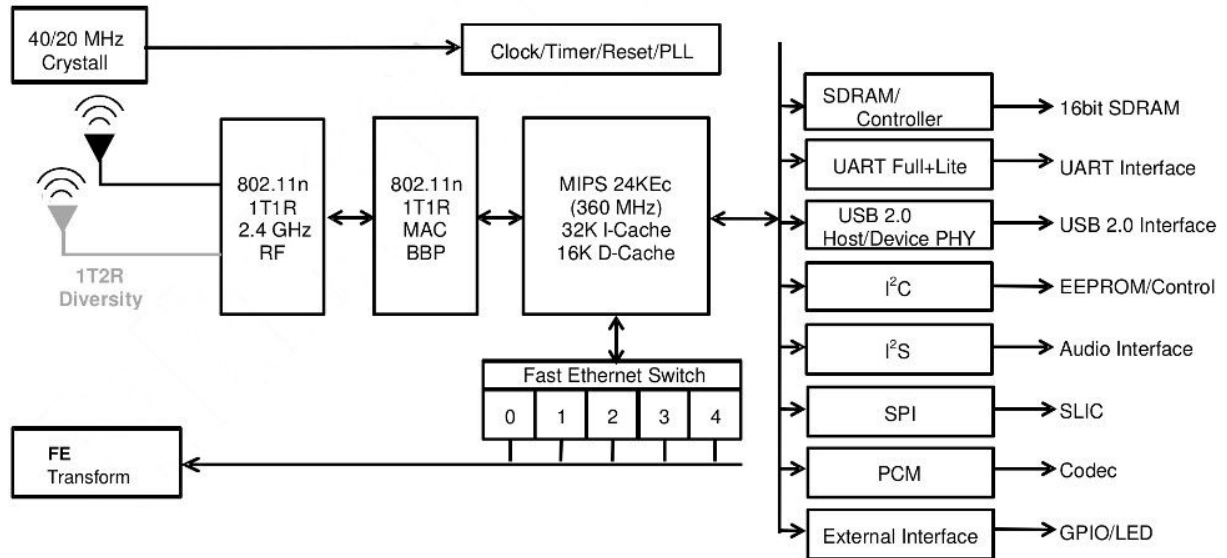 40/20 MHz
Crystall
Clock/Timer/Reset/PLL
802.11n
1T1R
2.4 GHz
RF
802.11n
1T1R
MAC
BBP
MIPS 24KEc
(360 MHz)
32K I-Cache
16K D-Cache
1T2R
Diversity
Fast Ethernet Switch
0 1 2 3 4
FE
Transform
SDRAM/
Controller
16bit SDRAM
UART Full+Lite
UART Interface
USB 2.0
Host/Device PHY
USB 2.0 Interface
I²C
EEPROM/Control
I²S
Audio Interface
SPI
SLIC
PCM
Codec
External Interface
GPIO/LED